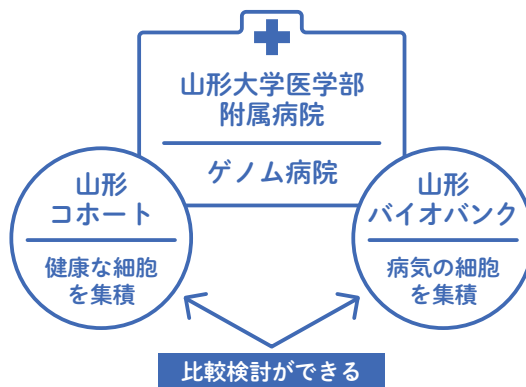 山形大学医学部
附属病院
ゲノム病院
山形
コホート
健康な細胞
を集積
山形
バイオバンク
病気の細胞
を集積
比較検討ができる